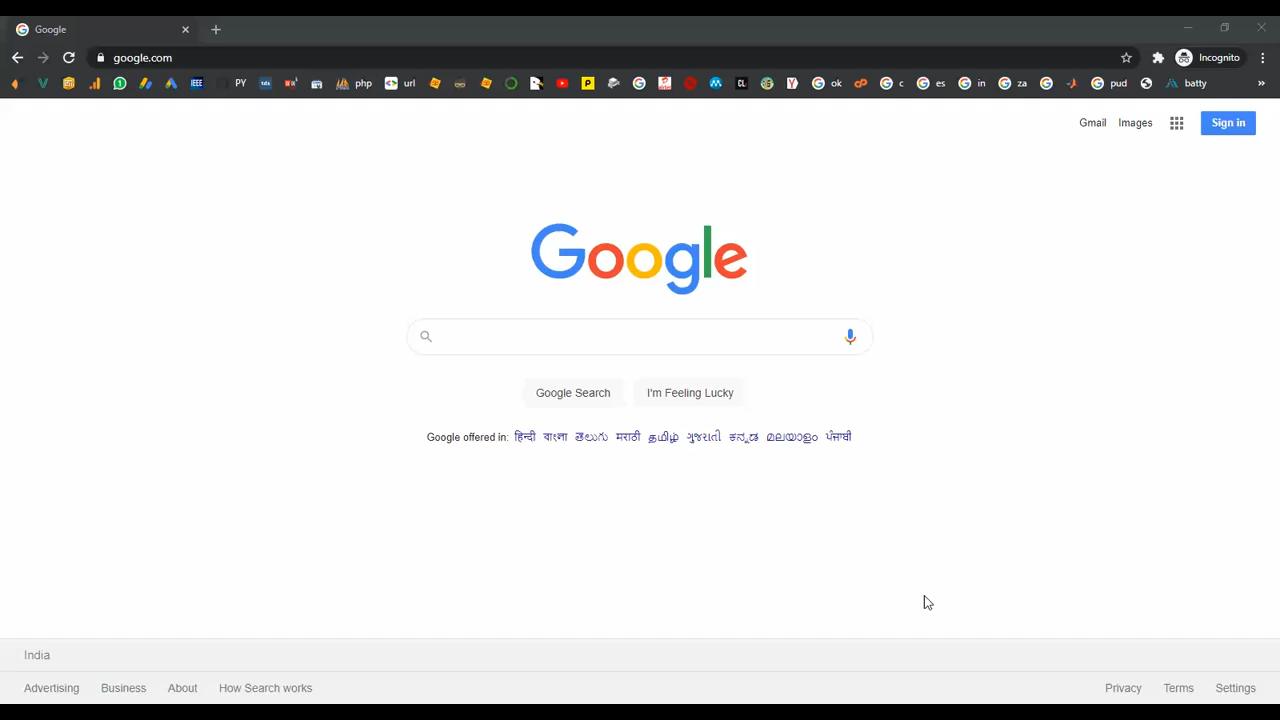 Google
google.com
Incognito
PY php url ok c es in za pud batty
Gmail Images Sign in
Google
Google Search I'm Feeling Lucky
Google offered in: हिन्दी বাংলা తెలుగు मराठी தமிழ் ગુજરાતી ಕನ್ನಡ മലയാളം ਪੰਜਾਬੀ
India
Advertising Business About How Search works Privacy Terms Settings